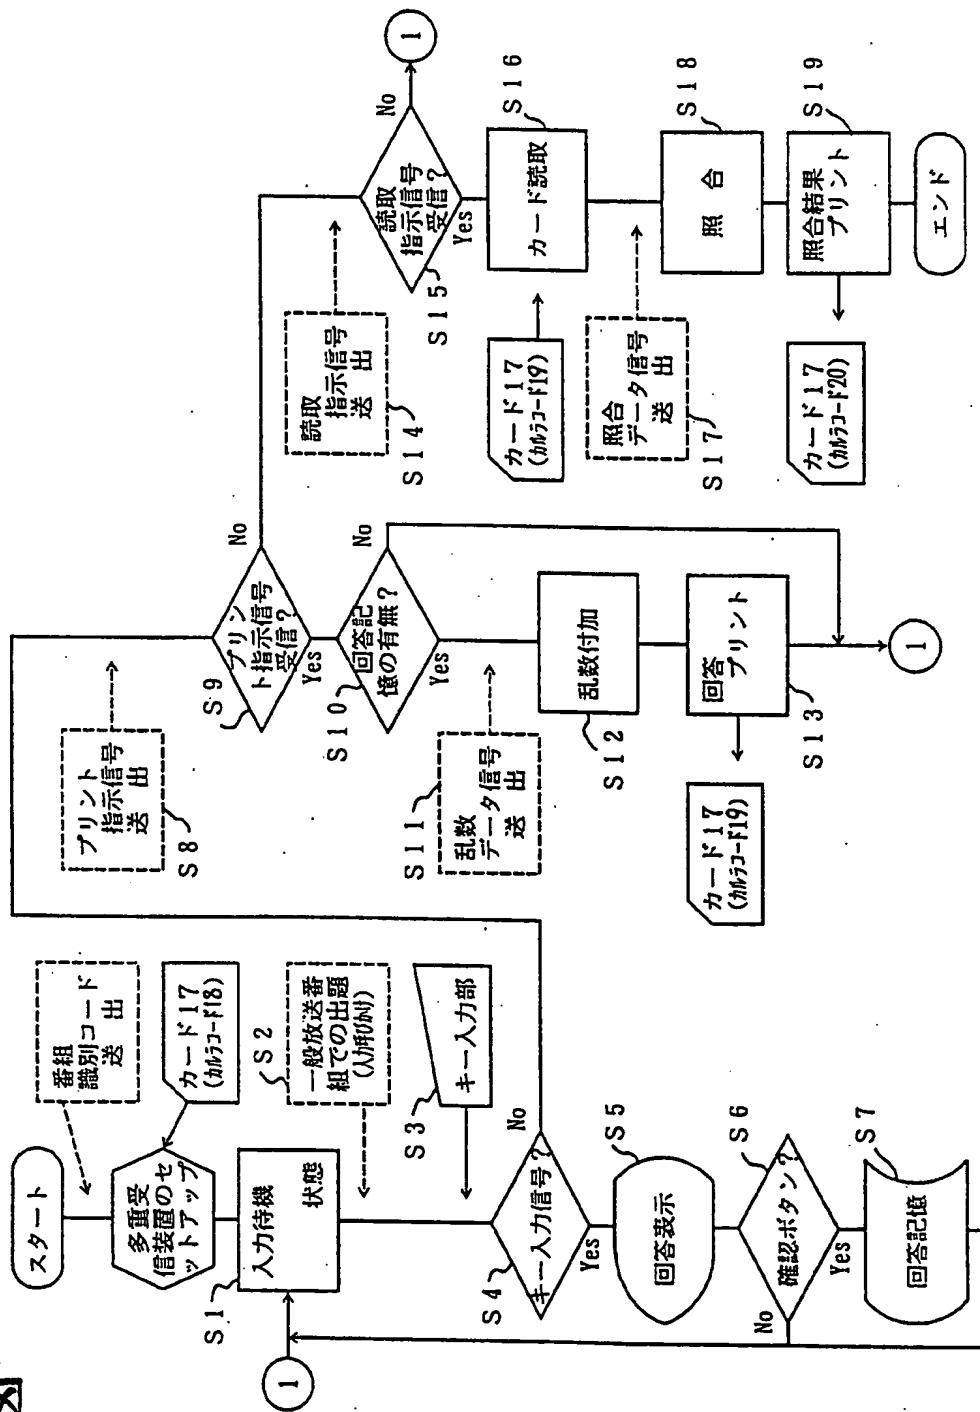 図
スタート
番組
識別コード
送　出
多重受
信装置のセ
ットアップ
カード17
(カルラコード18)
S1
入力待機
状態
1
S2
一般放送番
組での出題
(入力呼びかけ)
S3
キー入力部
S4
キー入力信号?
No
Yes
S5
回答表示
S6
確認ボタン?
No
Yes
S7
回答記憶
プリント
指示信号
送　出
S8
S9
プリン
ト指示信号
受信?
No
Yes
S10
回答記
憶の有無?
No
Yes
S11
乱数
データ信号
送　出
S12
乱数付加
S13
回答
プリント
カード17
(カルラコード19)
1
読取
指示信号
送　出
S14
S15
読取
指示信号
受信?
No
1
Yes
S16
カード読取
カード17
(カルラコード19)
照合
データ信号
送　出
S17
S18
照　合
S19
照合結果
プリント
カード17
(カルラコード20)
エンド